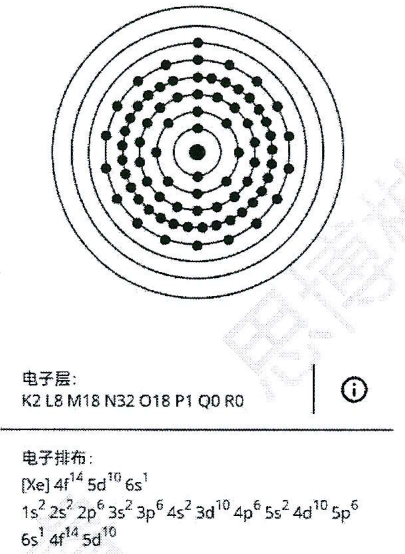 电子层:
K2 L8 M18 N32 O18 P1 Q0 R0
电子排布:
[Xe] 4f¹⁴ 5d¹⁰ 6s¹
1s² 2s² 2p⁶ 3s² 3p⁶ 4s² 3d¹⁰ 4p⁶ 5s² 4d¹⁰ 5p⁶
6s¹ 4f¹⁴ 5d¹⁰